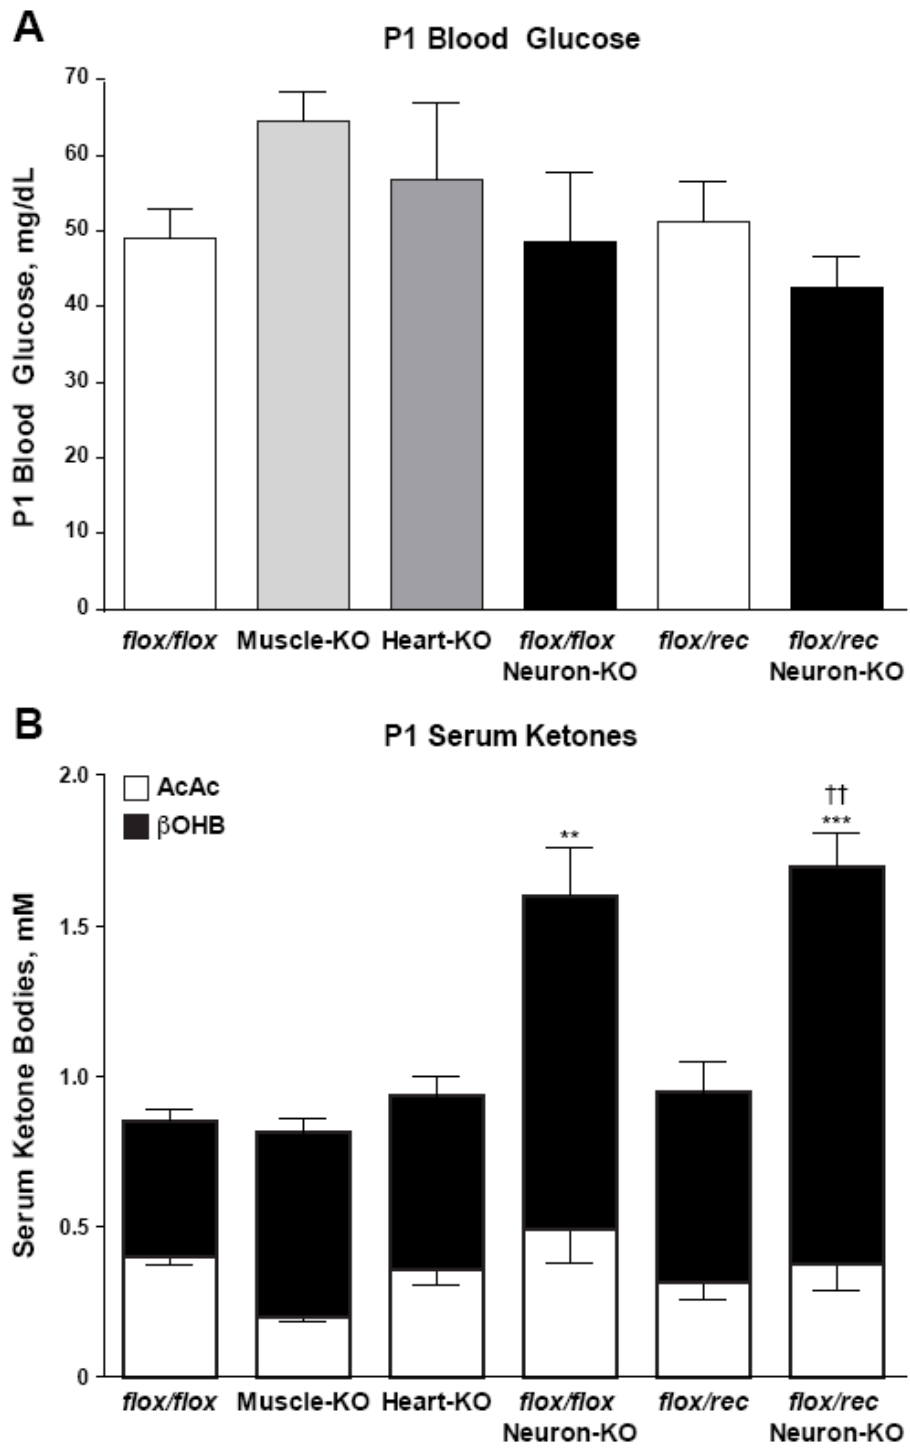 A
P1 Blood Glucose
P1 Blood Glucose, mg/dL
70
60
50
40
30
20
10
0
flox/flox Muscle-KO Heart-KO flox/flox flox/rec flox/rec
Neuron-KO Neuron-KO
B
P1 Serum Ketones
Serum Ketone Bodies, mM
2.0
1.5
1.0
0.5
0
AcAc
βOHB
**
††
***
flox/flox Muscle-KO Heart-KO flox/flox flox/rec flox/rec
Neuron-KO Neuron-KO